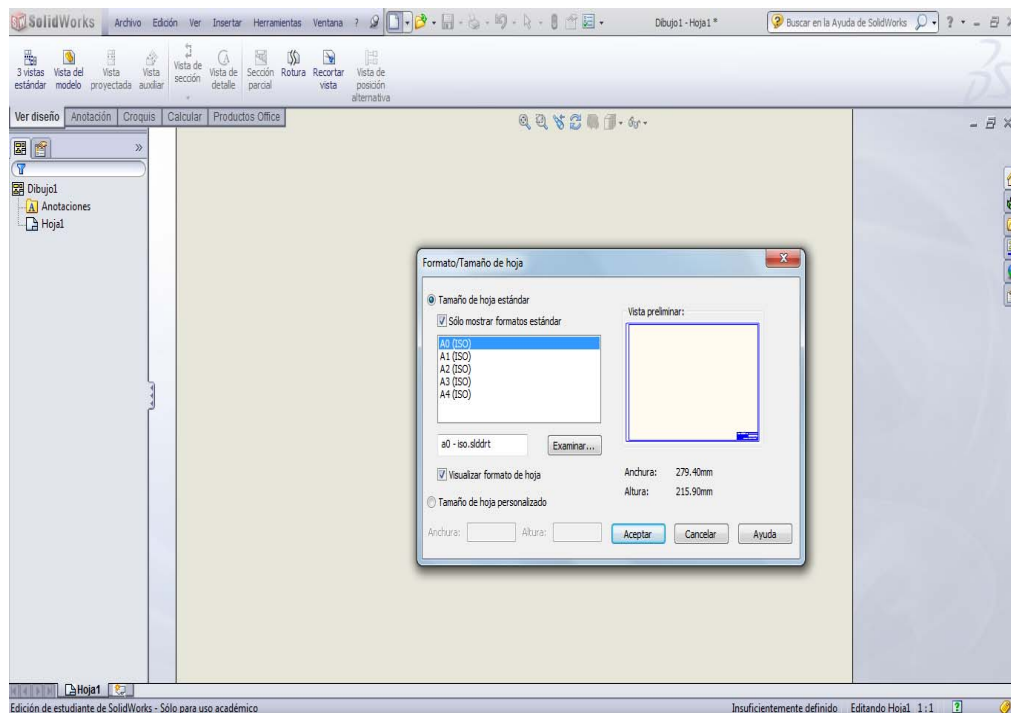 SolidWorks Archivo Edición Ver Insertar Herramientas Ventana ? Dibujo1 - Hoja1 * Buscar en la Ayuda de SolidWorks ?
3 vistas estándar
Vista del modelo
Vista proyectada
Vista auxiliar
Vista de sección
Vista de detalle
Sección parcial
Rotura
Recortar vista
Vista de posición alternativa
Ver diseño Anotación Croquis Calcular Productos Office
Dibujo1
A Anotaciones
Hoja1
Formato/Tamaño de hoja
Tamaño de hoja estándar
Sólo mostrar formatos estándar
A0 (ISO)
A1 (ISO)
A2 (ISO)
A3 (ISO)
A4 (ISO)
a0 - iso.slddrt Examinar...
Visualizar formato de hoja
Tamaño de hoja personalizado
Anchura: Altura:
Vista preliminar:
Anchura: 279.40mm
Altura: 215.90mm
Aceptar Cancelar Ayuda
Hoja1
Edición de estudiante de SolidWorks - Sólo para uso académico Insuficientemente definido Editando Hoja1 1:1 ?